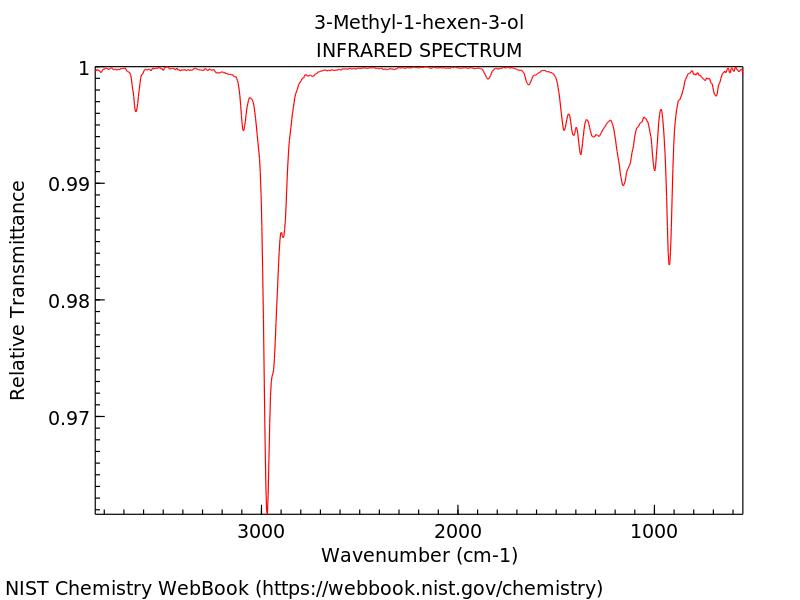 3-Methyl-1-hexen-3-ol
INFRARED SPECTRUM
1
0.99
0.98
0.97
Relative Transmittance
3000 2000 1000
Wavenumber (cm-1)
NIST Chemistry WebBook (https://webbook.nist.gov/chemistry)